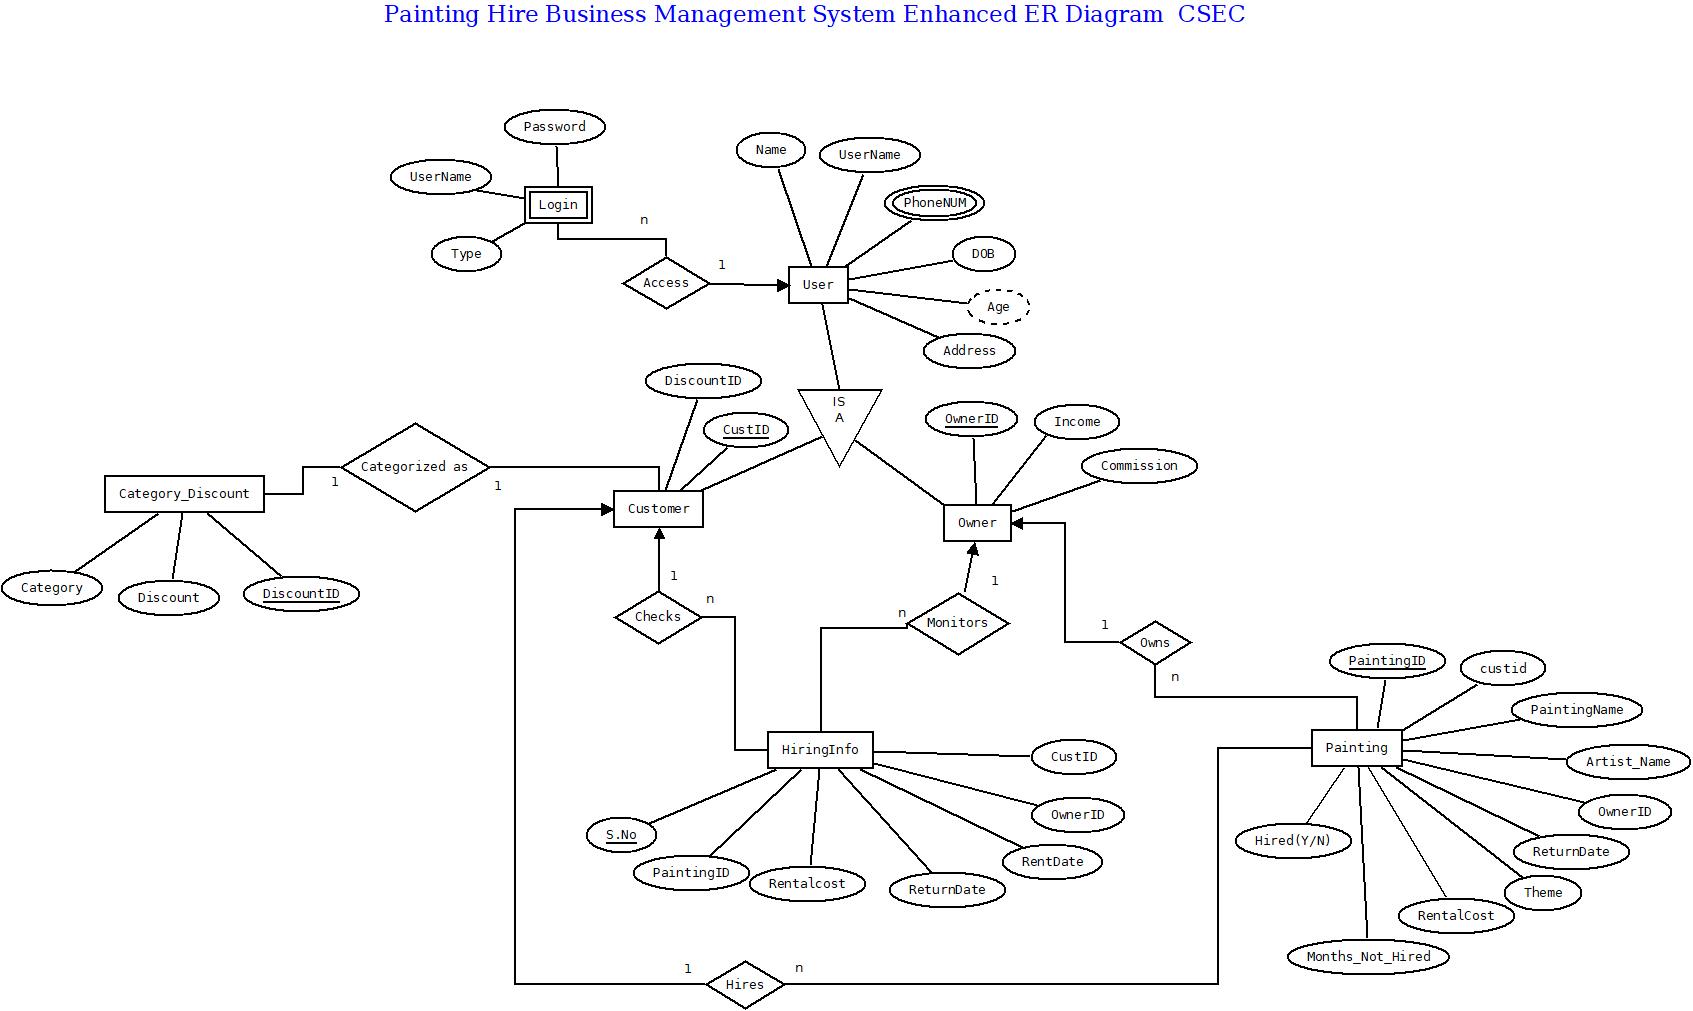 Painting Hire Business Management System Enhanced ER Diagram  CSEC
Password
Name
UserName
UserName
PhoneNUM
Login
n
Type
DOB
1
Access
User
Age
Address
DiscountID
IS
A
CustID
OwnerID
Income
Categorized as
Commission
1
1
Category_Discount
Customer
Owner
1
1
Category
Discount
DiscountID
n
n
Checks
Monitors
1
Owns
n
PaintingID
custid
PaintingName
HiringInfo
CustID
Painting
Artist_Name
OwnerID
OwnerID
S.No
Hired(Y/N)
ReturnDate
RentDate
PaintingID
Rentalcost
ReturnDate
Theme
RentalCost
Months_Not_Hired
1
n
Hires